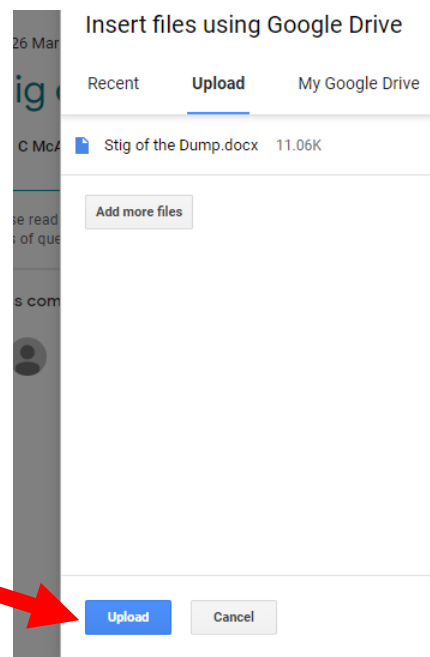 Insert files using Google Drive
26 Mar
Recent Upload My Google Drive
ig
C McA
Stig of the Dump.docx 11.06K
Add more files
se read
s of que
s com
Upload Cancel